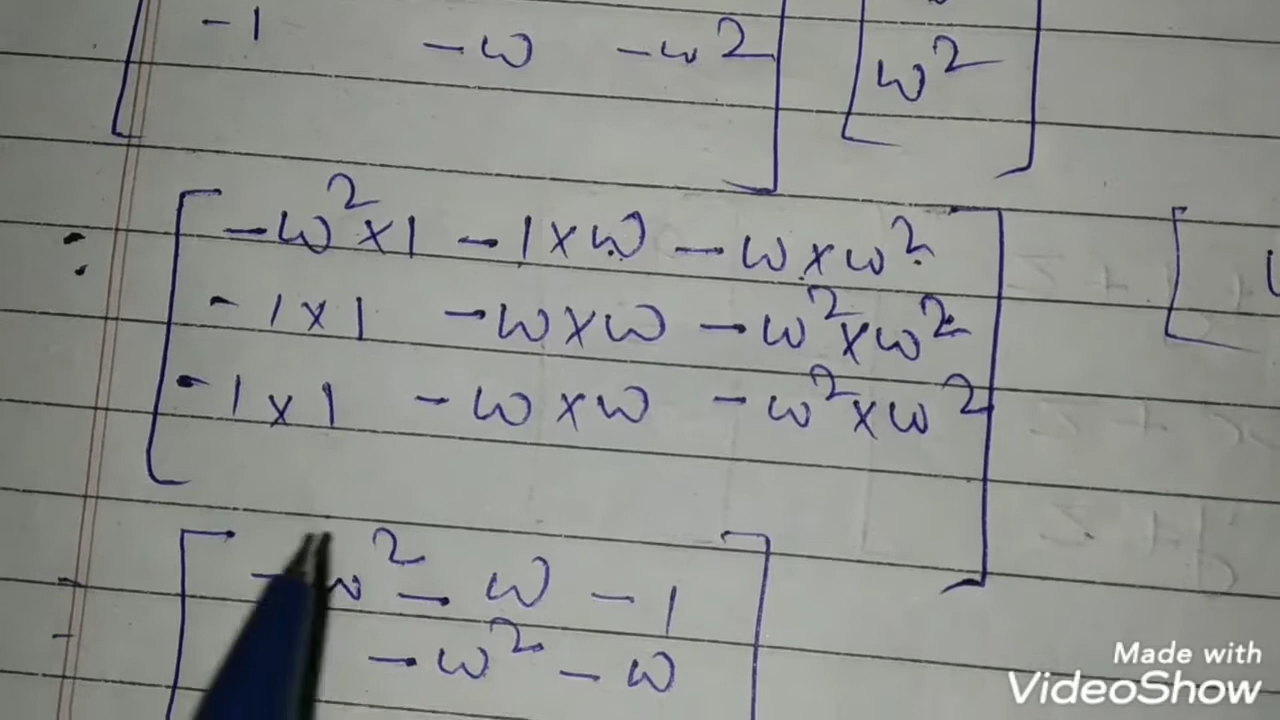 -1 -ω -ω²
ω²
-ω²×1 -1×ω -ω×ω²
-1×1 -ω×ω -ω²×ω²
-1×1 -ω×ω -ω²×ω²
-ω² - ω -1
-ω² - ω
Made with
VideoShow